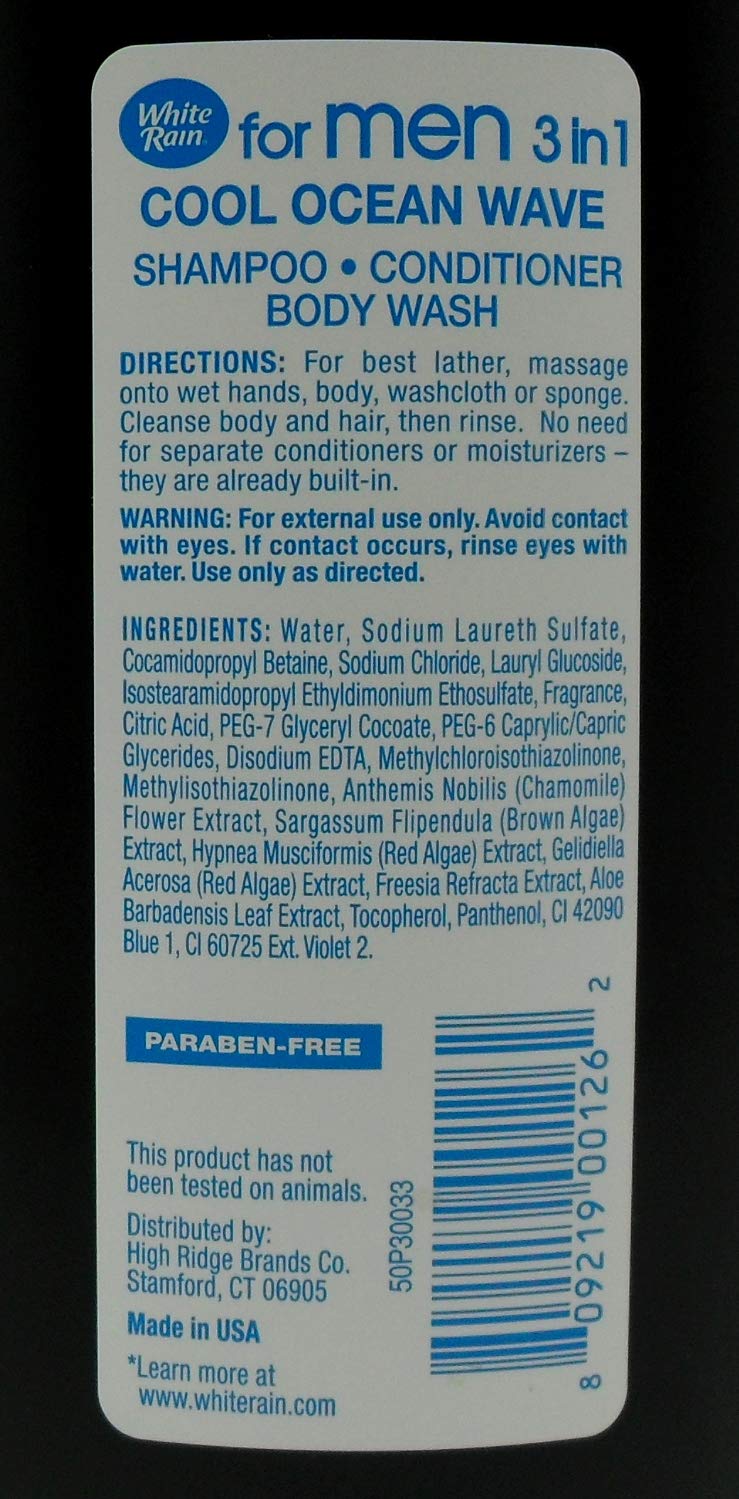 White
Rain
for men 3 in 1
COOL OCEAN WAVE
SHAMPOO • CONDITIONER
BODY WASH
DIRECTIONS: For best lather, massage
onto wet hands, body, washcloth or sponge.
Cleanse body and hair, then rinse. No need
for separate conditioners or moisturizers –
they are already built-in.
WARNING: For external use only. Avoid contact
with eyes. If contact occurs, rinse eyes with
water. Use only as directed.
INGREDIENTS: Water, Sodium Laureth Sulfate,
Cocamidopropyl Betaine, Sodium Chloride, Lauryl Glucoside,
Isostearamidopropyl Ethyldimonium Ethosulfate, Fragrance,
Citric Acid, PEG-7 Glyceryl Cocoate, PEG-6 Caprylic/Capric
Glycerides, Disodium EDTA, Methylchloroisothiazolinone,
Methylisothiazolinone, Anthemis Nobilis (Chamomile)
Flower Extract, Sargassum Flipendula (Brown Algae)
Extract, Hypnea Musciformis (Red Algae) Extract, Gelidiella
Acerosa (Red Algae) Extract, Freesia Refracta Extract, Aloe
Barbadensis Leaf Extract, Tocopherol, Panthenol, CI 42090
Blue 1, CI 60725 Ext. Violet 2.
PARABEN-FREE
This product has not
been tested on animals.
Distributed by:
High Ridge Brands Co.
Stamford, CT 06905
Made in USA
*Learn more at
www.whiterain.com
50P30033
8 09219 00126 2